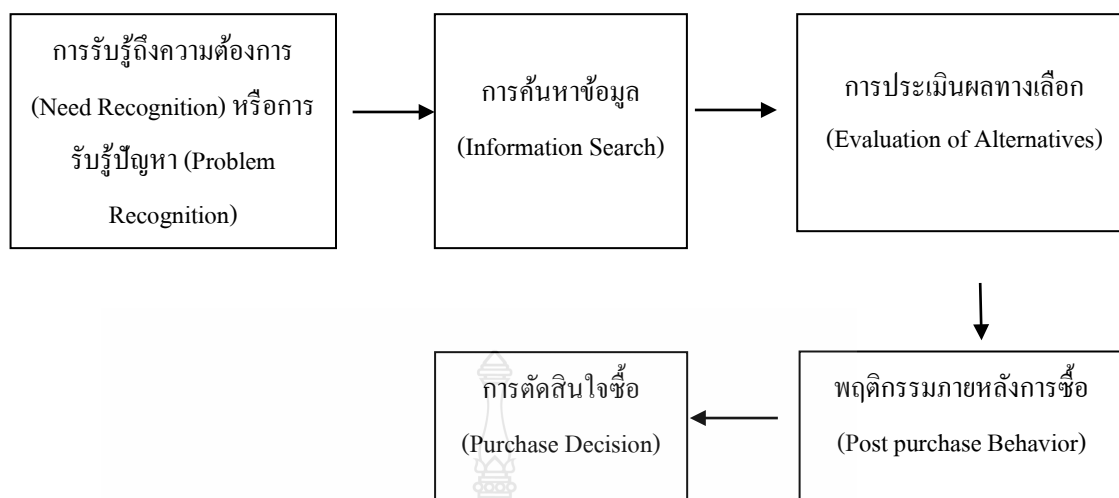 การรับรู้ถึงความต้องการ
(Need Recognition) หรือการ
รับรู้ปัญหา (Problem
Recognition)
การค้นหาข้อมูล
(Information Search)
การประเมินผลทางเลือก
(Evaluation of Alternatives)
การตัดสินใจซื้อ
(Purchase Decision)
พฤติกรรมภายหลังการซื้อ
(Post purchase Behavior)